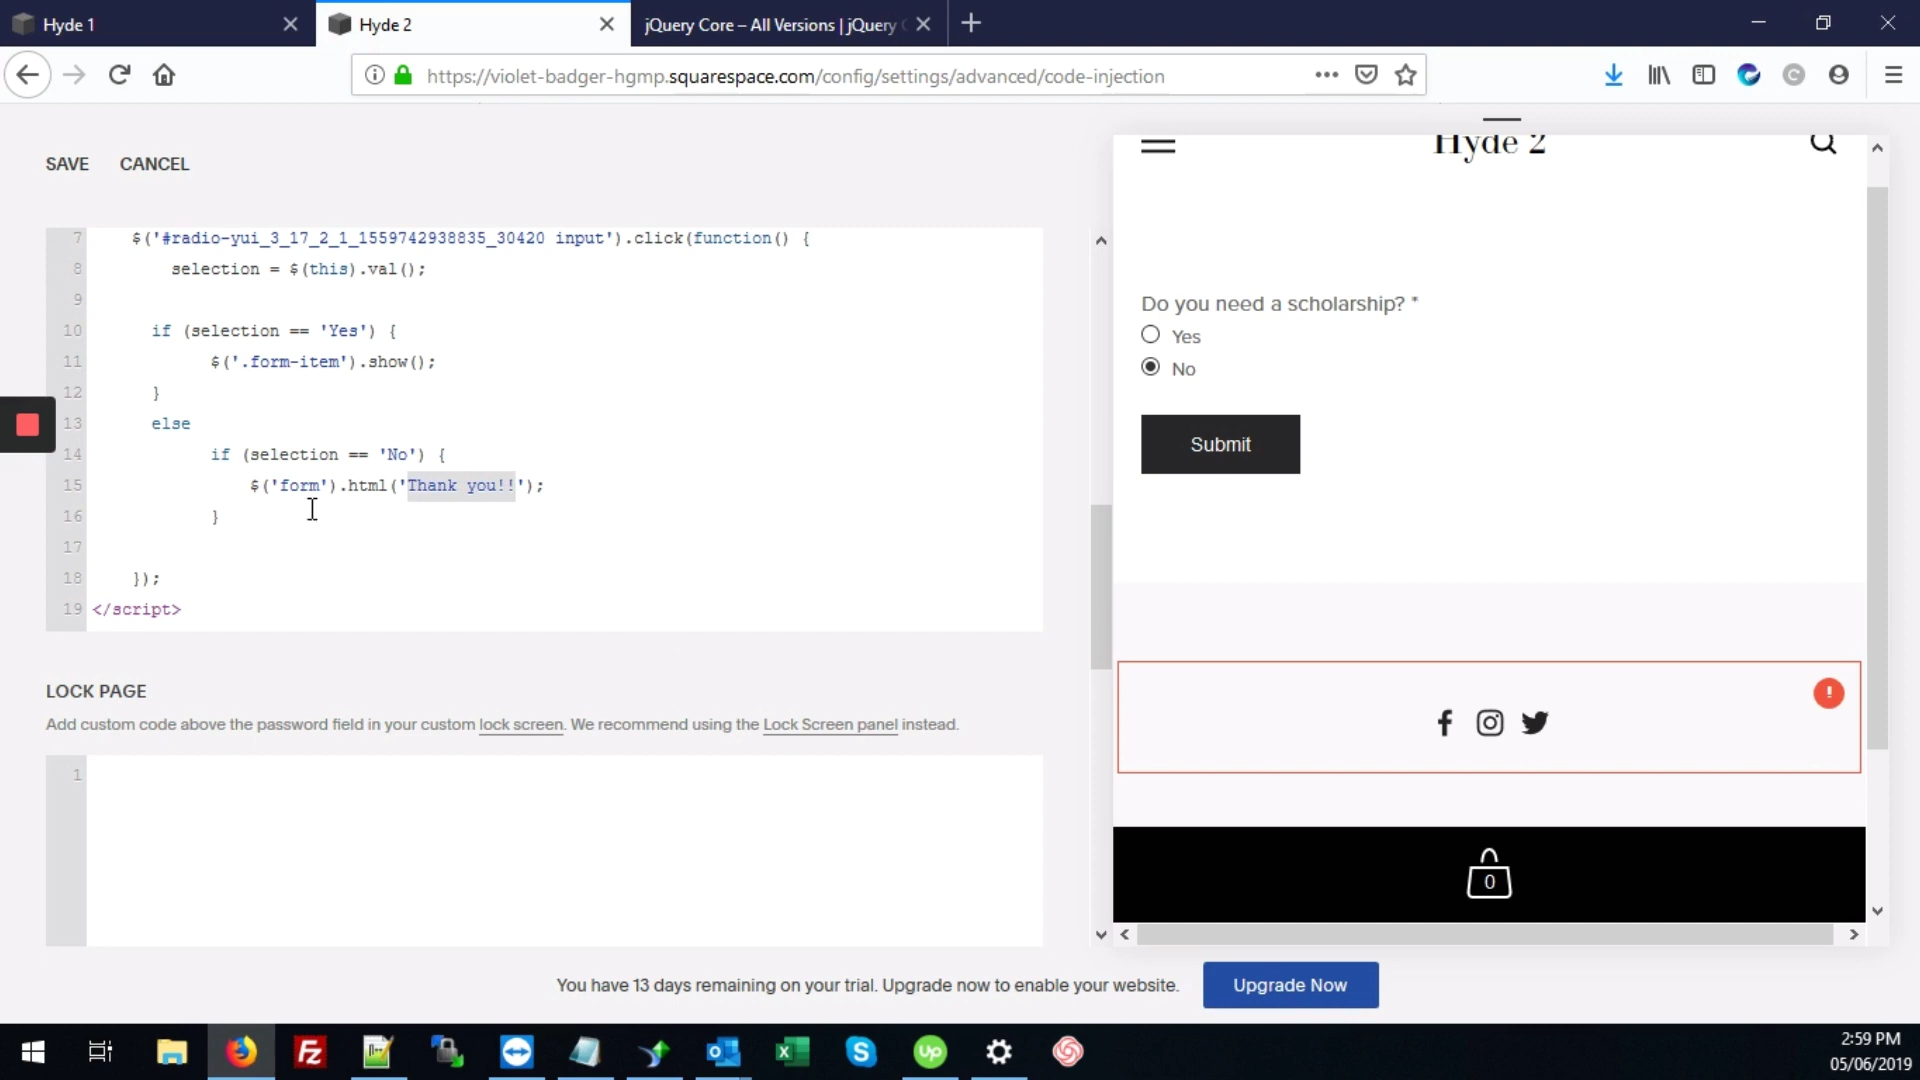 Hyde 1
Hyde 2
jQuery Core – All Versions | jQuery
https://violet-badger-hgmp.squarespace.com/config/settings/advanced/code-injection
SAVE CANCEL
7 $('#radio-yui_3_17_2_1_1559742938835_30420 input').click(function() {
8 selection = $(this).val();
9
10 if (selection == 'Yes') {
11 $('.form-item').show();
12 }
13 else
14 if (selection == 'No') {
15 $('form').html('Thank you!!');
16 }
17
18 });
19 </script>
LOCK PAGE
Add custom code above the password field in your custom lock screen. We recommend using the Lock Screen panel instead.
1
Hyde 2
Do you need a scholarship? *
Yes
No
Submit
!
0
You have 13 days remaining on your trial. Upgrade now to enable your website.
Upgrade Now
Fz
Up
2:59 PM
05/06/2019